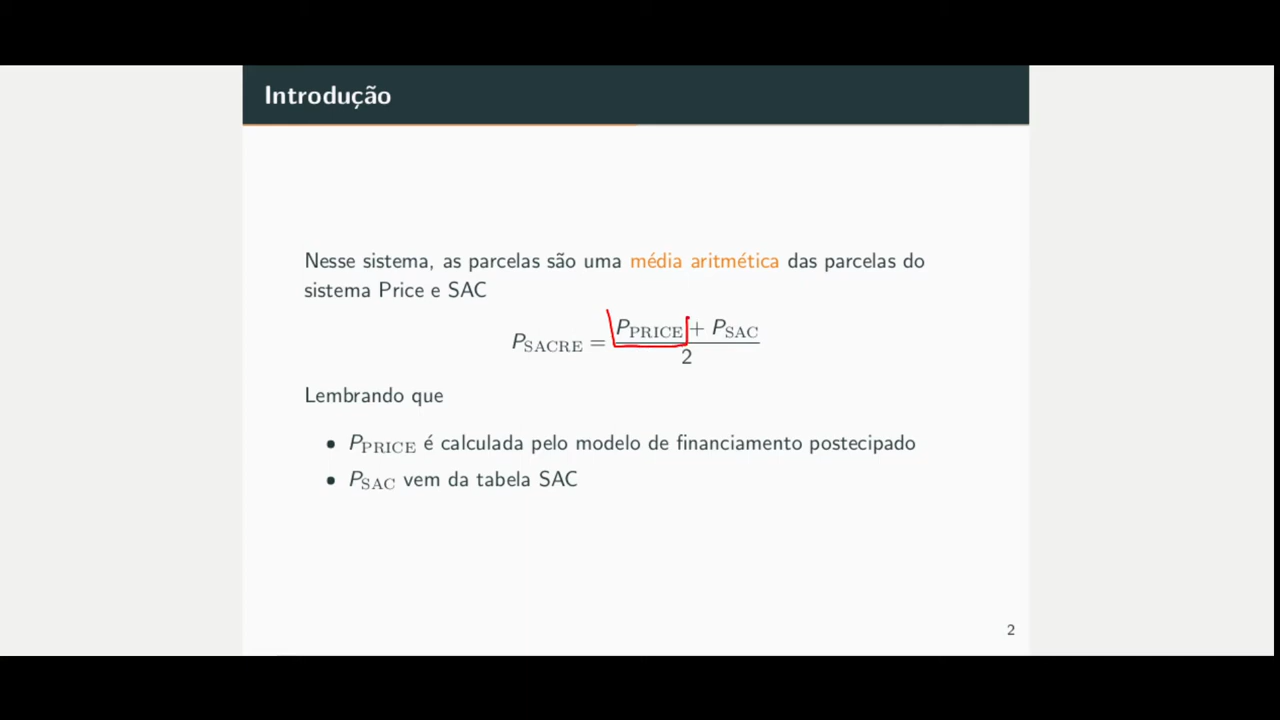 Introdução
Nesse sistema, as parcelas são uma média aritmética das parcelas do
sistema Price e SAC
P_SACRE = (P_PRICE + P_SAC) / 2
Lembrando que
• P_PRICE é calculada pelo modelo de financiamento postecipado
• P_SAC vem da tabela SAC
2